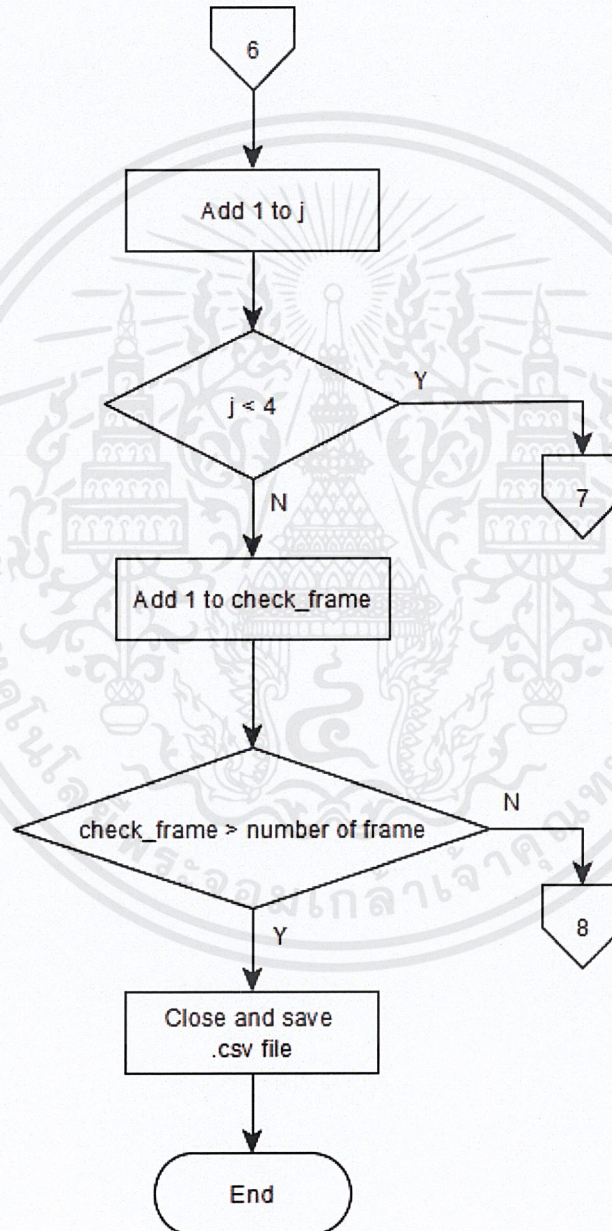 6
Add 1 to j
j < 4
Y
7
N
Add 1 to check_frame
check_frame > number of frame
N
8
Y
Close and save
.csv file
End